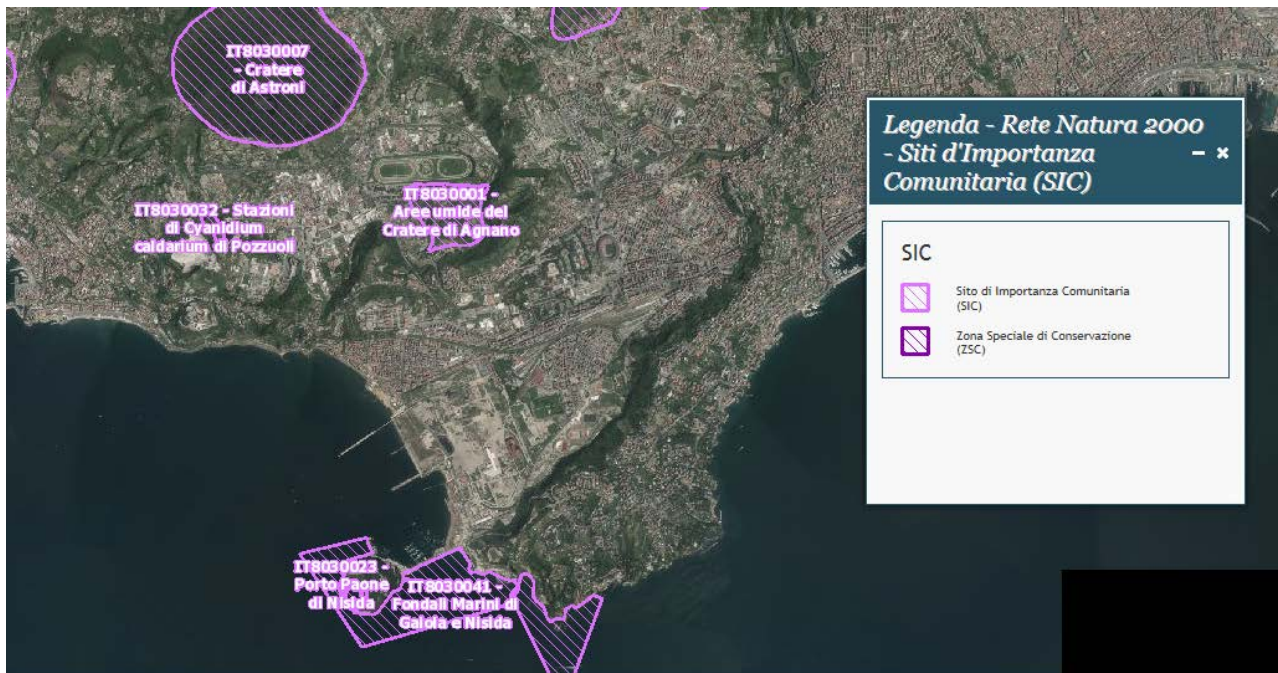 IT8030007
- Cratere
di Astroni
IT8030032 - Stazioni
di Cyanidium
caldarium di Pozzuoli
IT8030001 -
Aree umide del
Cratere di Agnano
IT8030023 -
Porto Paone
di Nisida
IT8030041 -
Fondali Marini di
Gaiola e Nisida
Legenda - Rete Natura 2000
- Siti d'Importanza
Comunitaria (SIC)
SIC
Sito di Importanza Comunitaria
(SIC)
Zona Speciale di Conservazione
(ZSC)